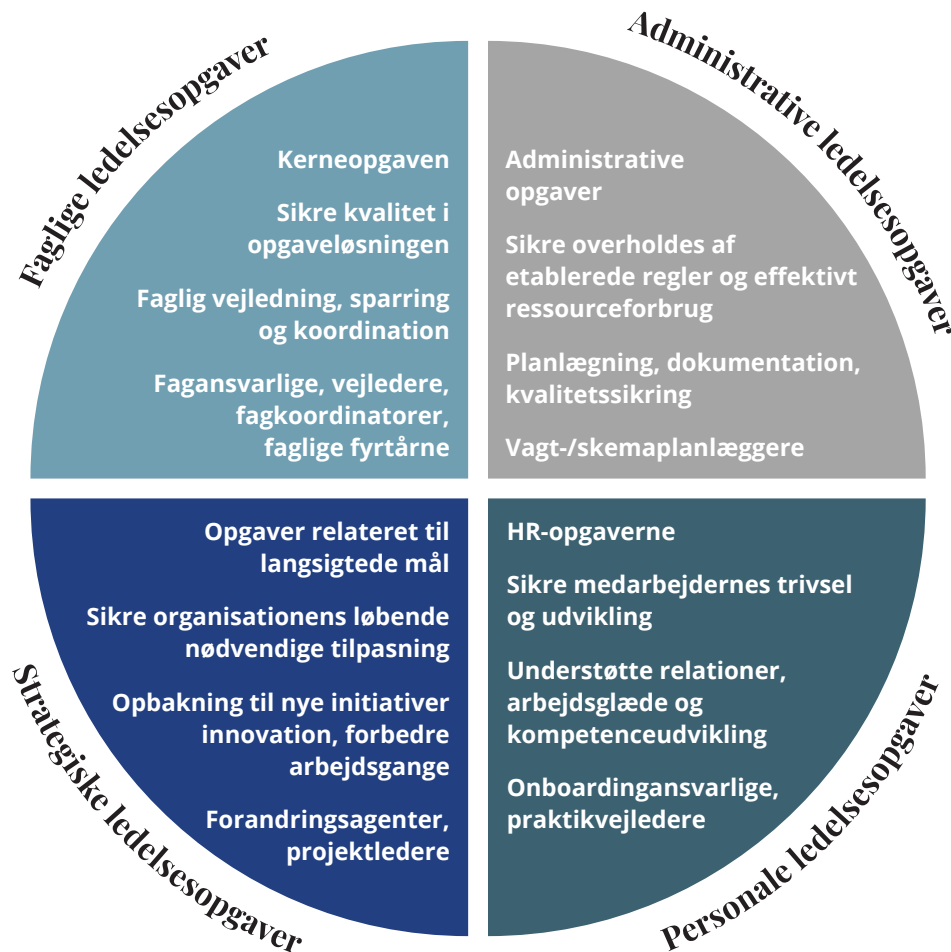 Faglige ledelsesopgaver
Kerneopgaven
Sikre kvalitet i
opgaveløsningen
Faglig vejledning, sparring
og koordination
Fagansvarlige, vejledere,
fagkoordinatorer,
faglige fyrtårne
Administrative ledelsesopgaver
Administrative
opgaver
Sikre overholdes af
etablerede regler og effektivt
ressourceforbrug
Planlægning, dokumentation,
kvalitetssikring
Vagt-/skemaplanlæggere
Strategiske ledelsesopgaver
Opgaver relateret til
langsigtede mål
Sikre organisationens løbende
nødvendige tilpasning
Opbakning til nye initiativer
innovation, forbedre
arbejdsgange
Forandringsagenter,
projektledere
Personale ledelsesopgaver
HR-opgaverne
Sikre medarbejdernes trivsel
og udvikling
Understøtte relationer,
arbejdsglæde og
kompetenceudvikling
Onboardingansvarlige,
praktikvejledere